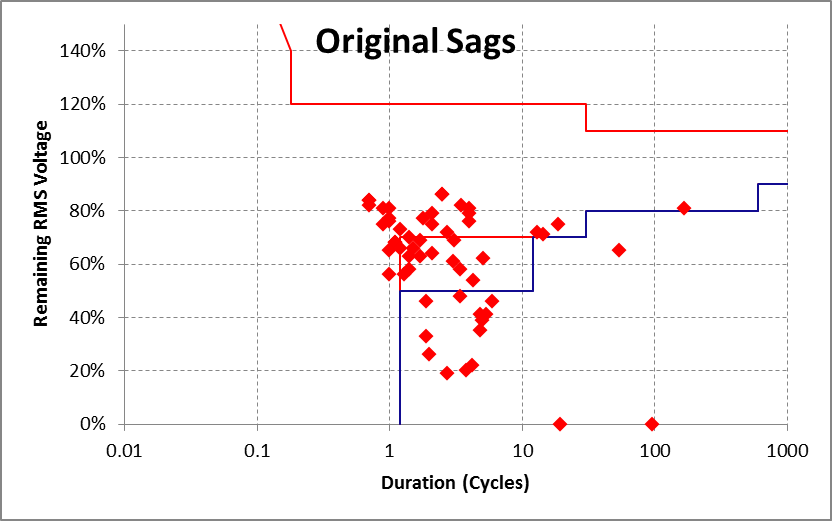 Original Sags
140%
120%
100%
80%
60%
40%
20%
0%
Remaining RMS Voltage
0.01 0.1 1 10 100 1000
Duration (Cycles)